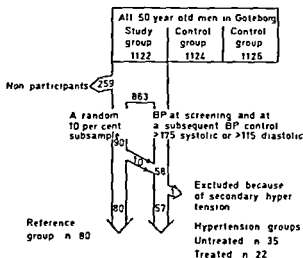 All 50 year old men in Goteborg
Study group 1122
Control group 1124
Control group 1126
Non participants
259
863
A random 10 per cent subsample
BP at screening and at a subsequent BP control
>175 systolic or >115 diastolic
90
10
58
Excluded because of secondary hyper tension
80
57
Reference group n 80
Hypertension groups
Untreated n 35
Treated n 22